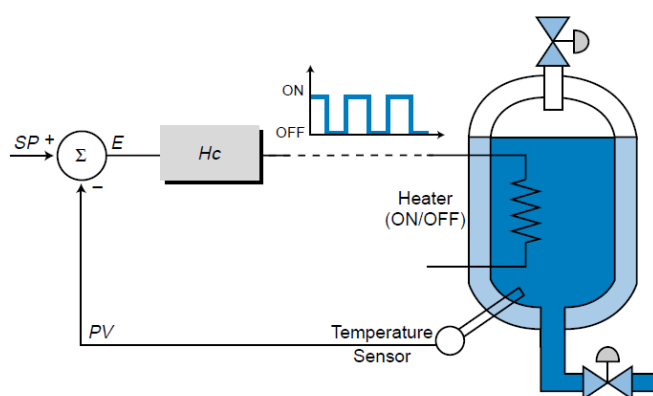 ON
OFF
SP + Σ E Hc
−
Heater
(ON/OFF)
PV
Temperature
Sensor